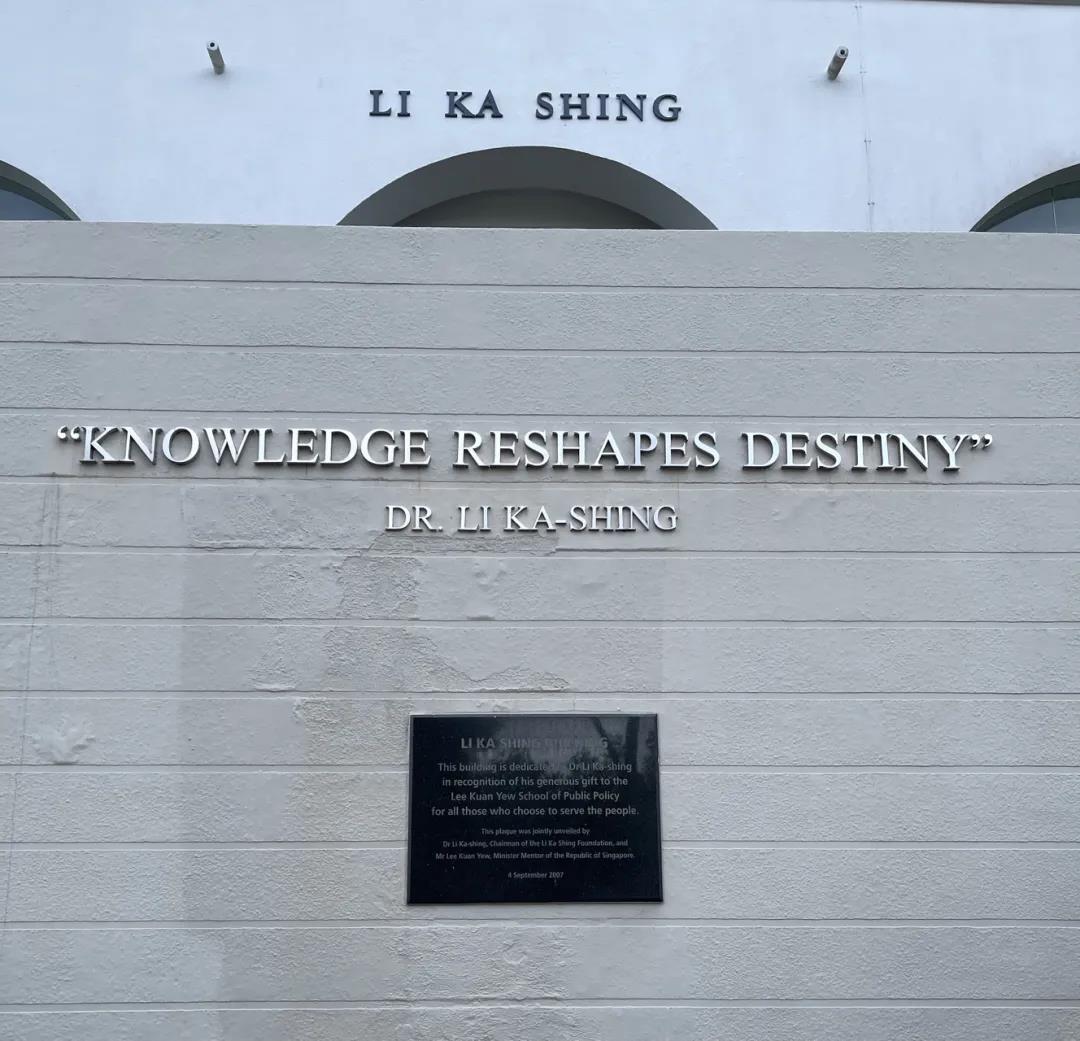 LI KA SHING
“KNOWLEDGE RESHAPES DESTINY”
DR. LI KA-SHING
LI KA SHING BUILDING
This building is dedicated to Dr Li Ka-shing
in recognition of his generous gift to the
Lee Kuan Yew School of Public Policy
for all those who choose to serve the people.
This plaque was jointly unveiled by
Dr Li Ka-shing, Chairman of the Li Ka Shing Foundation, and
Mr Lee Kuan Yew, Minister Mentor of the Republic of Singapore.
4 September 2007